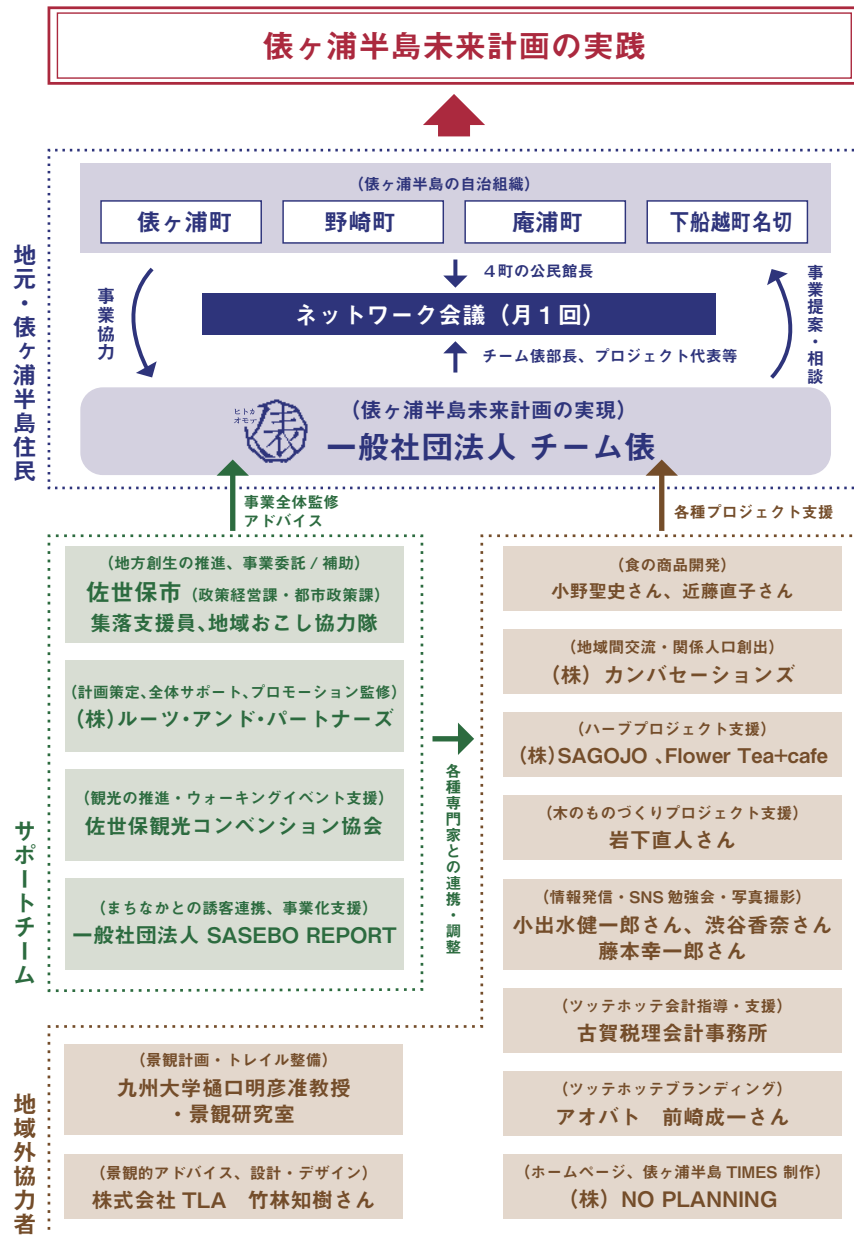 俵ヶ浦半島未来計画の実践
地元・俵ヶ浦半島住民
(俵ヶ浦半島の自治組織)
俵ヶ浦町
野崎町
庵浦町
下船越町名切
事業協力
4町の公民館長
ネットワーク会議(月1回)
チーム俵部長、プロジェクト代表等
事業提案・相談
ヒトカ
オモテ
(俵ヶ浦半島未来計画の実現)
一般社団法人 チーム俵
事業全体監修
アドバイス
各種プロジェクト支援
サポートチーム
(地方創生の推進、事業委託/補助)
佐世保市(政策経営課・都市政策課)
集落支援員、地域おこし協力隊
(計画策定、全体サポート、プロモーション監修)
(株)ルーツ・アンド・パートナーズ
(観光の推進・ウォーキングイベント支援)
佐世保観光コンベンション協会
(まちなかとの誘客連携、事業化支援)
一般社団法人 SASEBO REPORT
各種専門家との連携・調整
(食の商品開発)
小野聖史さん、近藤直子さん
(地域間交流・関係人口創出)
(株)カンバセーションズ
(ハーブプロジェクト支援)
(株)SAGOJO 、Flower Tea+cafe
(木のものづくりプロジェクト支援)
岩下直人さん
(情報発信・SNS 勉強会・写真撮影)
小出水健一郎さん、渋谷香奈さん
藤本幸一郎さん
(ツッテホッテ会計指導・支援)
古賀税理会計事務所
(ツッテホッテブランディング)
アオバト 前崎成一さん
(ホームページ、俵ヶ浦半島 TIMES 制作)
(株)NO PLANNING
地域外協力者
(景観計画・トレイル整備)
九州大学樋口明彦准教授
・景観研究室
(景観的アドバイス、設計・デザイン)
株式会社 TLA 竹林知樹さん